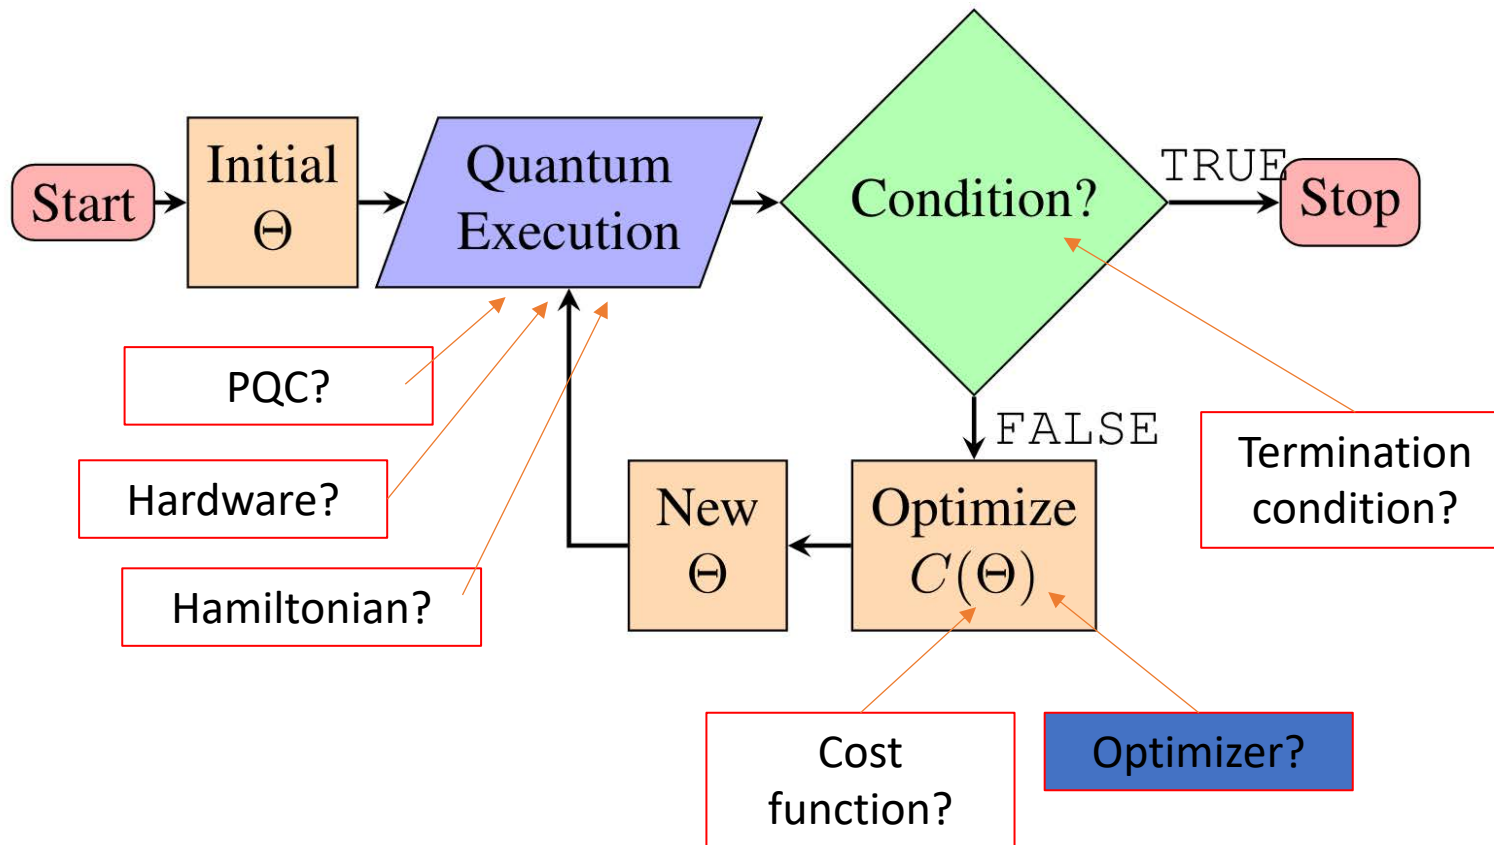 Start
Initial
Θ
Quantum
Execution
Condition?
TRUE
Stop
PQC?
Hardware?
Hamiltonian?
FALSE
New
Θ
Optimize
C(Θ)
Termination
condition?
Cost
function?
Optimizer?